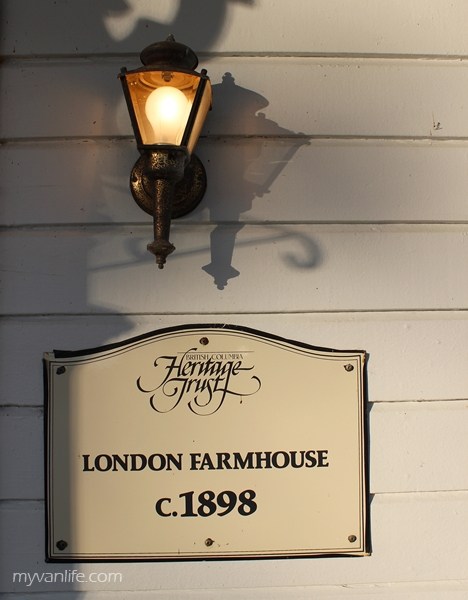 BRITISH COLUMBIA
Heritage
Trust
LONDON FARMHOUSE
c.1898
myvanlife.com